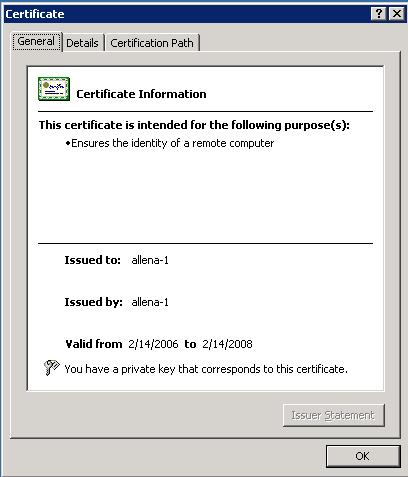 Certificate
General Details Certification Path
Certificate Information
This certificate is intended for the following purpose(s):
•Ensures the identity of a remote computer
Issued to: allena-1
Issued by: allena-1
Valid from 2/14/2006 to 2/14/2008
You have a private key that corresponds to this certificate.
Issuer Statement
OK